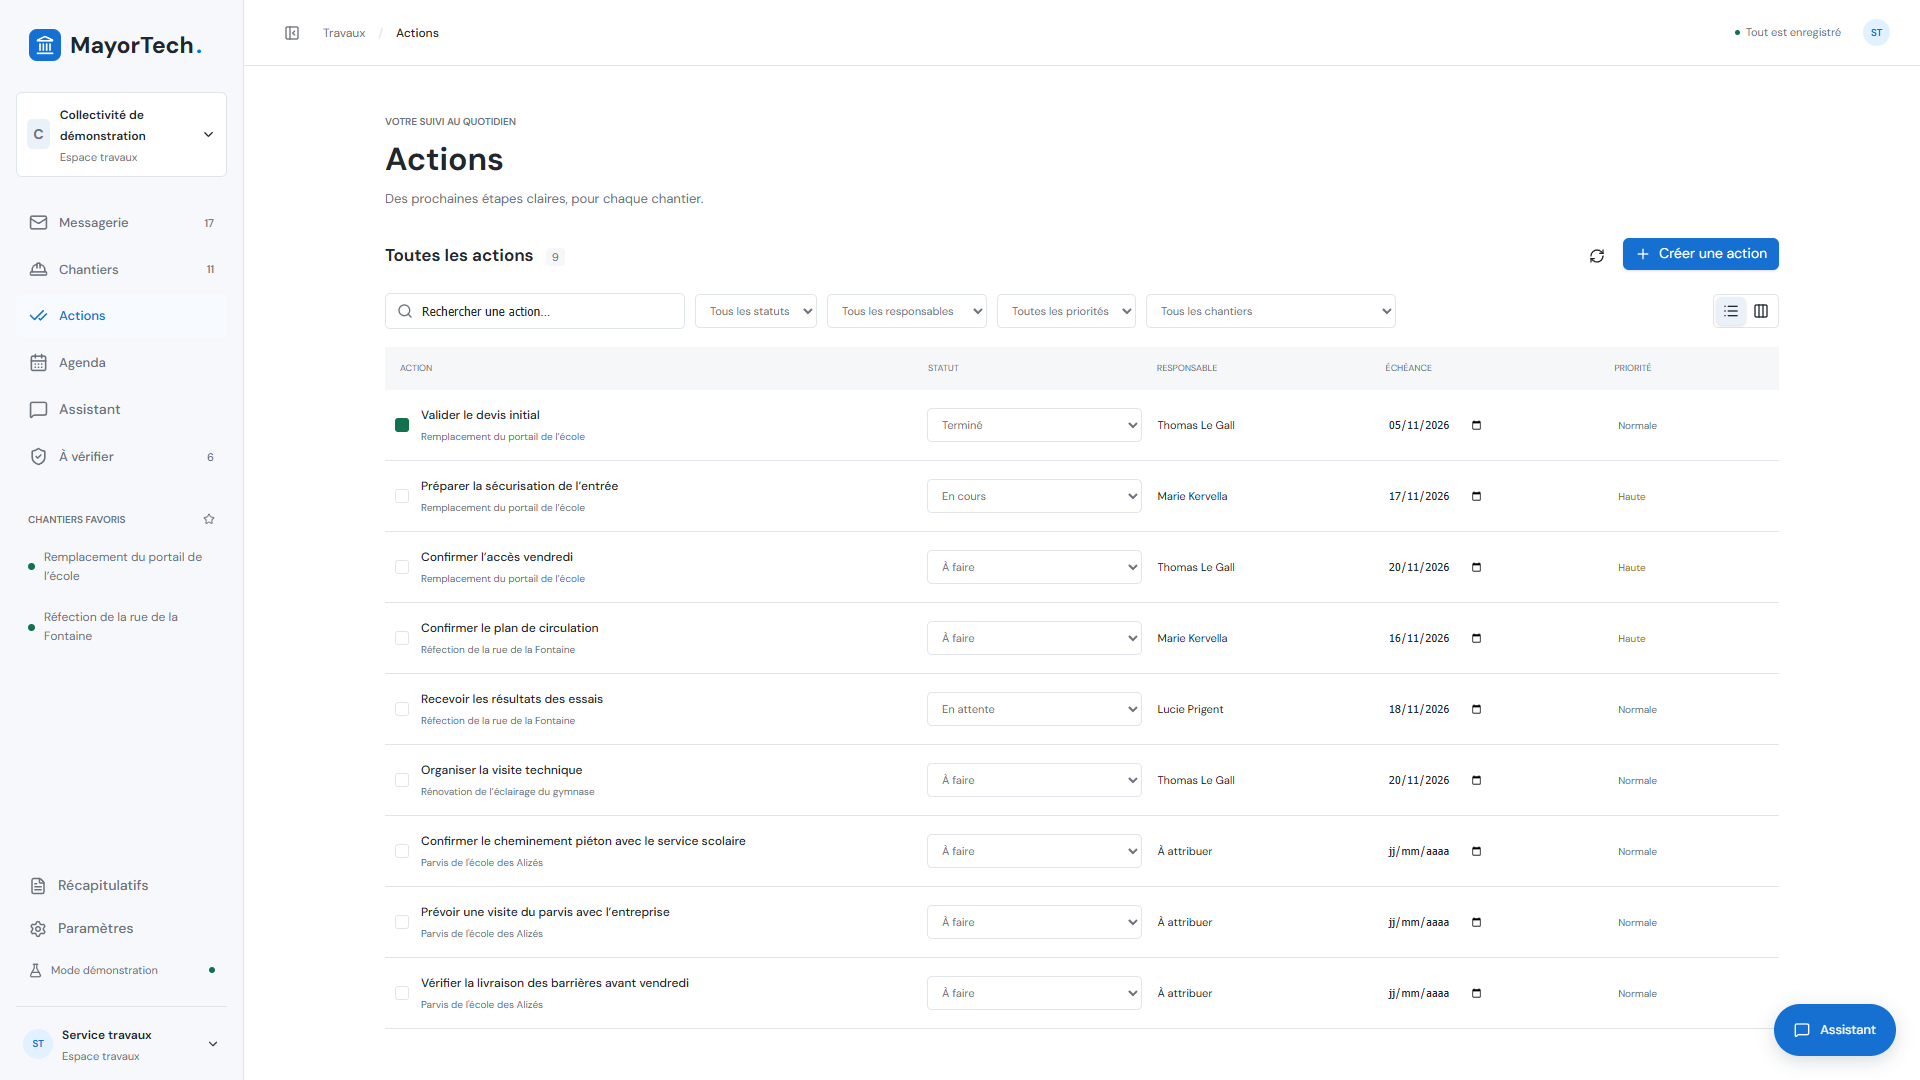 MayorTech.
Collectivité de
démonstration
C
Espace travaux
Messagerie 17
Chantiers 11
Actions
Agenda
Assistant
À vérifier 6
CHANTIERS FAVORIS
Remplacement du portail de
l’école
Réfection de la rue de la
Fontaine
Récapitulatifs
Paramètres
Mode démonstration
ST
Service travaux
Espace travaux
Travaux / Actions
Tout est enregistré
ST
VOTRE SUIVI AU QUOTIDIEN
Actions
Des prochaines étapes claires, pour chaque chantier.
Toutes les actions 9
Créer une action
Rechercher une action…
Tous les statuts
Tous les responsables
Toutes les priorités
Tous les chantiers
ACTION STATUT RESPONSABLE ÉCHÉANCE PRIORITÉ
Valider le devis initial
Remplacement du portail de l’école
Terminé Thomas Le Gall 05/11/2026 Normale
Préparer la sécurisation de l’entrée
Remplacement du portail de l’école
En cours Marie Kervella 17/11/2026 Haute
Confirmer l’accès vendredi
Remplacement du portail de l’école
À faire Thomas Le Gall 20/11/2026 Haute
Confirmer le plan de circulation
Réfection de la rue de la Fontaine
À faire Marie Kervella 16/11/2026 Haute
Recevoir les résultats des essais
Réfection de la rue de la Fontaine
En attente Lucie Prigent 18/11/2026 Normale
Organiser la visite technique
Rénovation de l’éclairage du gymnase
À faire Thomas Le Gall 20/11/2026 Normale
Confirmer le cheminement piéton avec le service scolaire
Parvis de l'école des Alizés
À faire À attribuer jj/mm/aaaa Normale
Prévoir une visite du parvis avec l’entreprise
Parvis de l'école des Alizés
À faire À attribuer jj/mm/aaaa Normale
Vérifier la livraison des barrières avant vendredi
Parvis de l'école des Alizés
À faire À attribuer jj/mm/aaaa Normale
Assistant